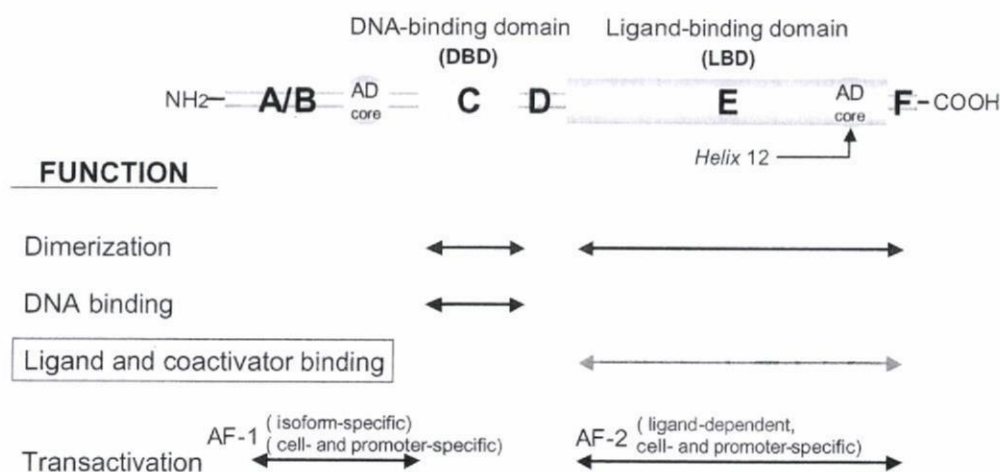 DNA-binding domain Ligand-binding domain
(DBD) (LBD)
NH2 A/B AD core C D E AD core F COOH
Helix 12
FUNCTION
Dimerization
DNA binding
Ligand and coactivator binding
AF-1 ( isoform-specific) AF-2 ( ligand-dependent,
( cell- and promoter-specific) cell- and promoter-specific)
Transactivation